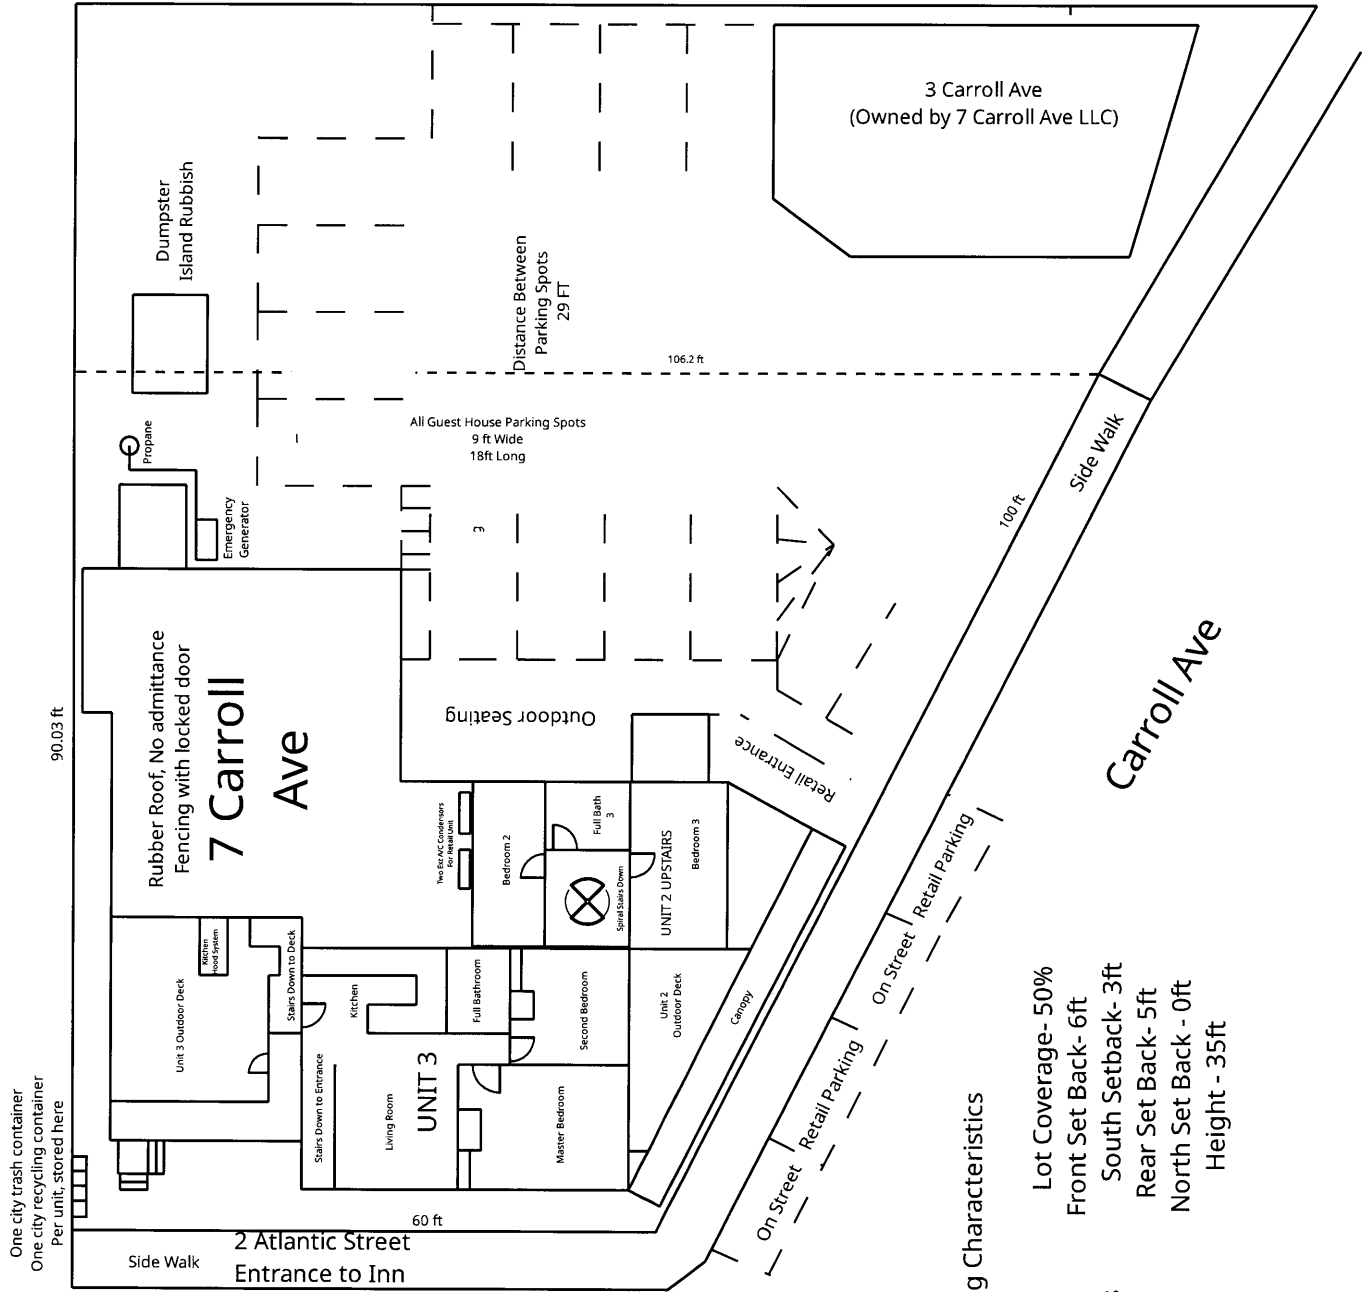 3 Carroll Ave
(Owned by 7 Carroll Ave LLC)
Dumpster
Island Rubbish
Distance Between
Parking Spots
29 FT
106.2 ft
All Guest House Parking Spots
9 ft Wide
18ft Long
Propane
Emergency
Generator
£
Side Walk
100 ft
Rubber Roof, No admittance
Fencing with locked door
7 Carroll
Ave
90.03 ft
Outdoor Seating
Retail Entrance
Carroll Ave
Two Ext A/C Condensors
For Retail Unit
Bedroom 2
Full Bath
3
Spiral Stairs Down
UNIT 2 UPSTAIRS
Bedroom 3
Kitchen
Hood System
Unit 3 Outdoor Deck
Stairs Down to Deck
Kitchen
Full Bathroom
Second Bedroom
Unit 2
Outdoor Deck
Canopy
Stairs Down to Entrance
Living Room
UNIT 3
Master Bedroom
On Street Retail Parking
On Street Retail Parking
One city trash container
One city recycling container
Per unit, stored here
60 ft
Side Walk
2 Atlantic Street
Entrance to Inn
g Characteristics
Lot Coverage- 50%
Front Set Back- 6ft
South Setback- 3ft
Rear Set Back- 5ft
North Set Back - 0ft
Height - 35ft